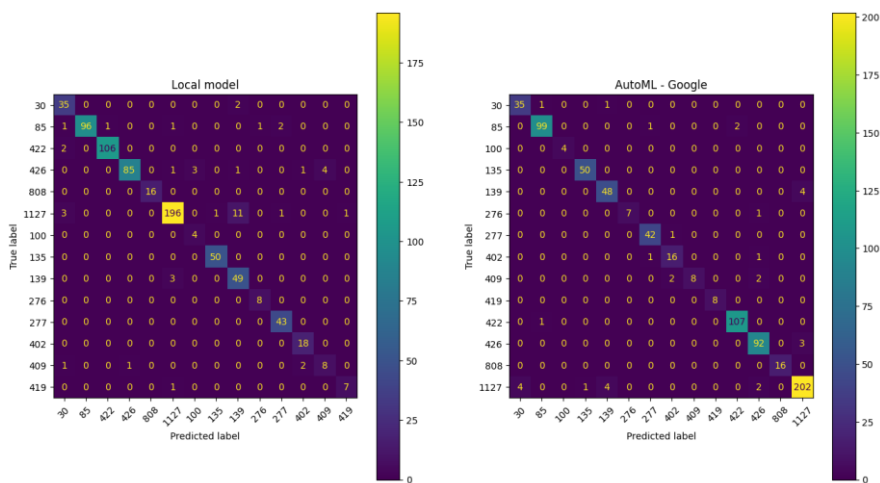 Local model
True label
30 35 0 0 0 0 0 0 0 2 0 0 0 0 0
85 1 96 1 0 0 1 0 0 0 1 2 0 0 0
422 2 0 106 0 0 0 0 0 0 0 0 0 0 0
426 0 0 0 85 0 1 3 0 1 0 0 1 4 0
808 0 0 0 0 16 0 0 0 0 0 0 0 0 0
1127 3 0 0 0 0 196 0 1 11 0 1 0 0 1
100 0 0 0 0 0 0 4 0 0 0 0 0 0 0
135 0 0 0 0 0 0 0 50 0 0 0 0 0 0
139 0 0 0 0 0 3 0 0 49 0 0 0 0 0
276 0 0 0 0 0 0 0 0 0 8 0 0 0 0
277 0 0 0 0 0 0 0 0 0 0 43 0 0 0
402 0 0 0 0 0 0 0 0 0 0 0 18 0 0
409 1 0 0 1 0 0 0 0 0 0 0 2 8 0
419 0 0 0 0 0 1 0 0 0 0 0 0 0 7
30 85 422 426 808 1127 100 135 139 276 277 402 409 419
Predicted label
175
150
125
100
75
50
25
0
AutoML - Google
True label
30 35 1 0 0 1 0 0 0 0 0 0 0 0 0
85 0 99 0 0 0 0 1 0 0 0 2 0 0 0
100 0 0 4 0 0 0 0 0 0 0 0 0 0 0
135 0 0 0 50 0 0 0 0 0 0 0 0 0 0
139 0 0 0 0 48 0 0 0 0 0 0 0 0 4
276 0 0 0 0 0 7 0 0 0 0 0 1 0 0
277 0 0 0 0 0 0 42 1 0 0 0 0 0 0
402 0 0 0 0 0 0 1 16 0 0 0 1 0 0
409 0 0 0 0 0 0 0 2 8 0 0 2 0 0
419 0 0 0 0 0 0 0 0 0 8 0 0 0 0
422 0 1 0 0 0 0 0 0 0 0 107 0 0 0
426 0 0 0 0 0 0 0 0 0 0 0 92 0 3
808 0 0 0 0 0 0 0 0 0 0 0 0 16 0
1127 4 0 0 1 4 0 0 0 0 0 0 2 0 202
30 85 100 135 139 276 277 402 409 419 422 426 808 1127
Predicted label
200
175
150
125
100
75
50
25
0